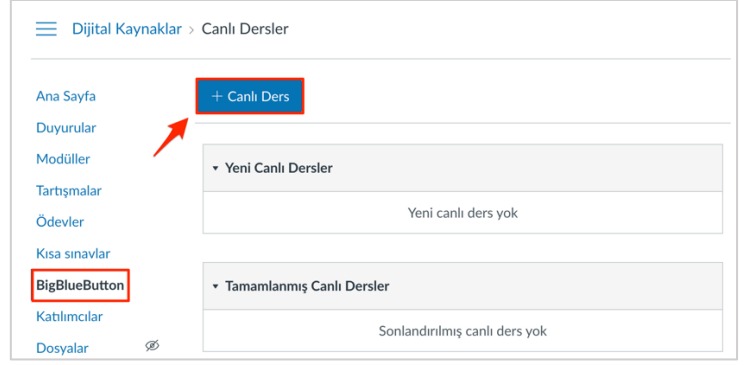 Dijital Kaynaklar > Canlı Dersler
Ana Sayfa
Duyurular
Modüller
Tartışmalar
Ödevler
Kısa sınavlar
BigBlueButton
Katılımcılar
Dosyalar
+ Canlı Ders
Yeni Canlı Dersler
Yeni canlı ders yok
Tamamlanmış Canlı Dersler
Sonlandırılmış canlı ders yok